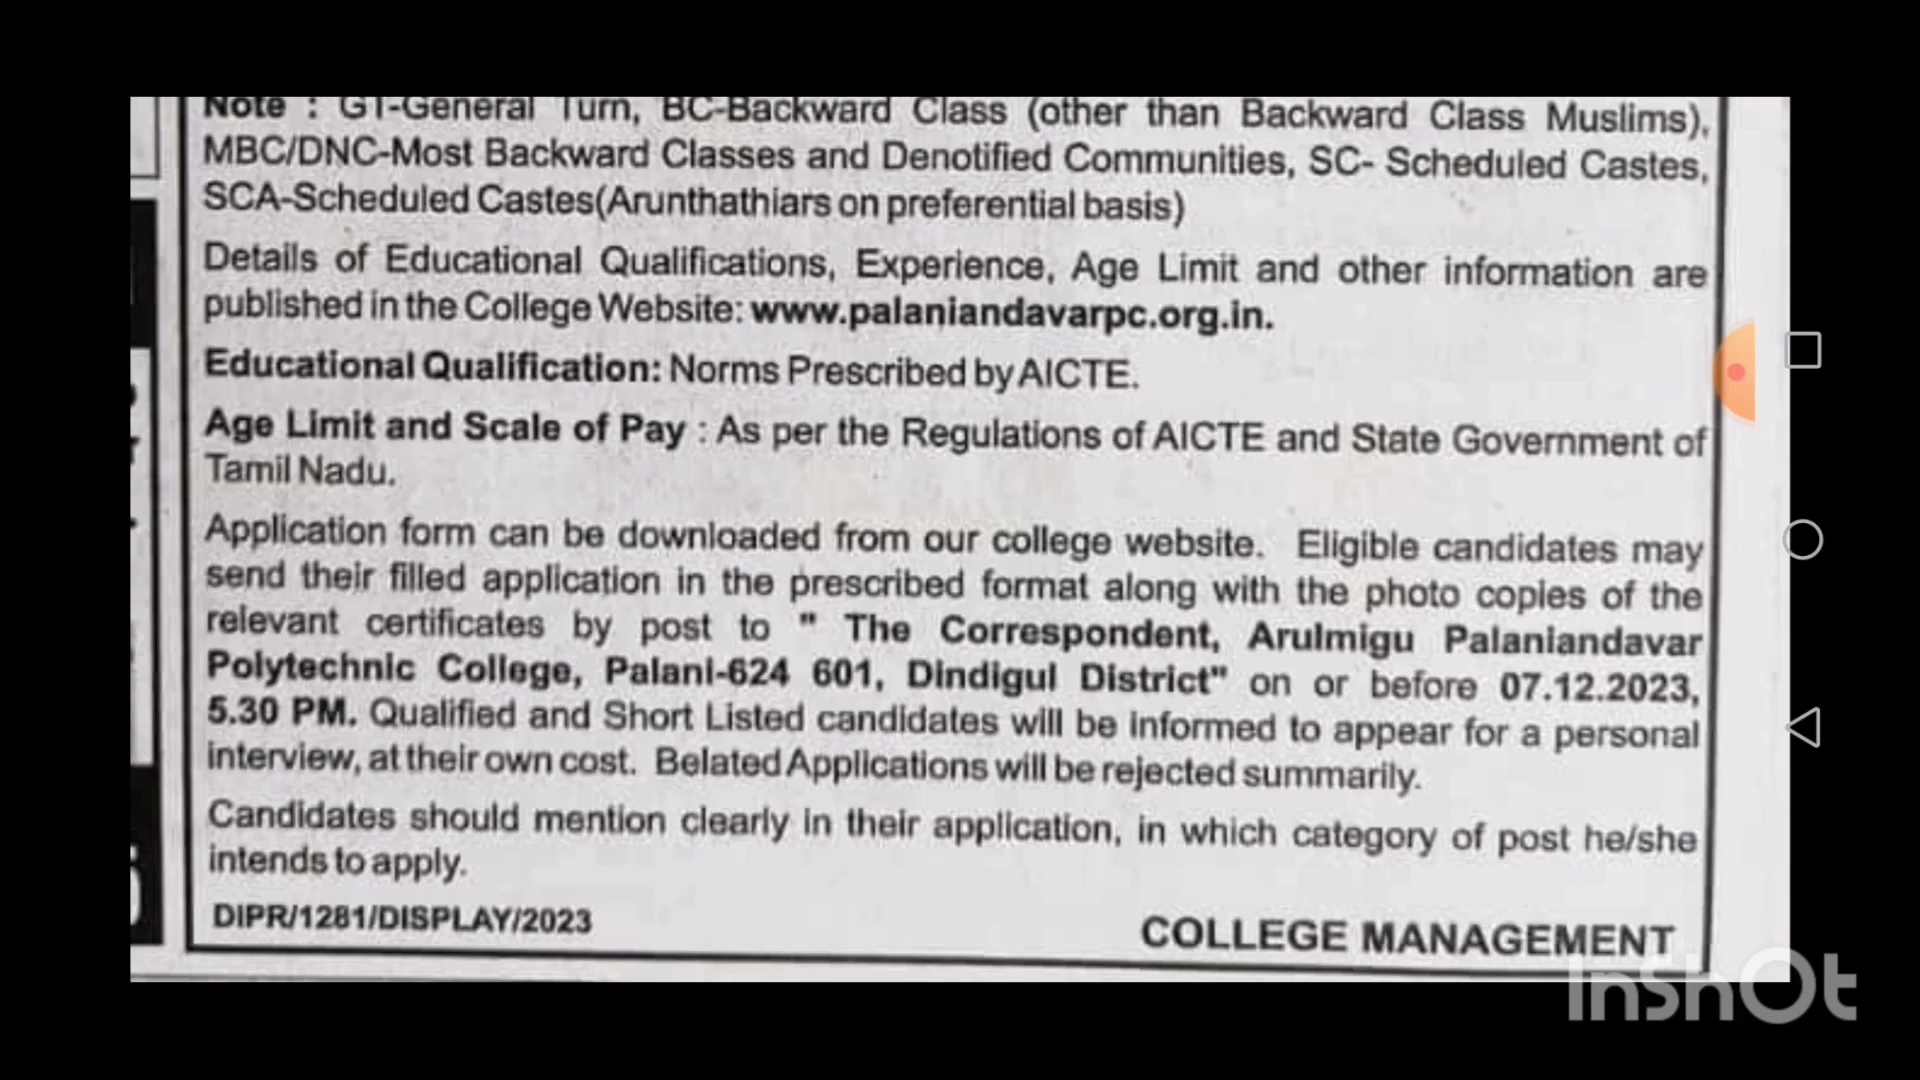 Note : GT-General Turn, BC-Backward Class (other than Backward Class Muslims),
MBC/DNC-Most Backward Classes and Denotified Communities, SC- Scheduled Castes,
SCA-Scheduled Castes(Arunthathiars on preferential basis)
Details of Educational Qualifications, Experience, Age Limit and other information are
published in the College Website: www.palaniandavarpc.org.in.
Educational Qualification: Norms Prescribed by AICTE.
Age Limit and Scale of Pay : As per the Regulations of AICTE and State Government of
Tamil Nadu.
Application form can be downloaded from our college website. Eligible candidates may
send their filled application in the prescribed format along with the photo copies of the
relevant certificates by post to " The Correspondent, Arulmigu Palaniandavar
Polytechnic College, Palani-624 601, Dindigul District" on or before 07.12.2023,
5.30 PM. Qualified and Short Listed candidates will be informed to appear for a personal
interview, at their own cost. Belated Applications will be rejected summarily.
Candidates should mention clearly in their application, in which category of post he/she
intends to apply.
DIPR/1281/DISPLAY/2023
COLLEGE MANAGEMENT
InShOt